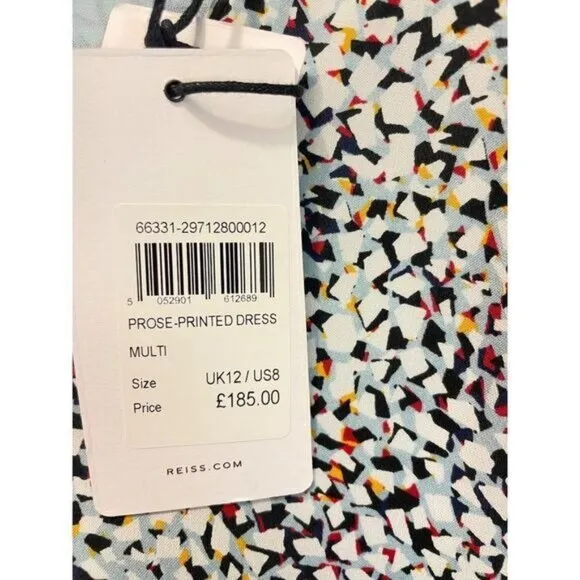 66331-29712800012
5 052901 612689
PROSE-PRINTED DRESS
MULTI
Size UK12 / US8
Price £185.00
REISS.COM